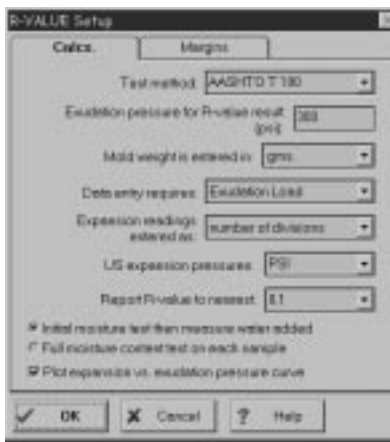 R-VALUE Setup
Calcs.
Margins
Test method: AASHTO T 190
Exudation pressure for R-value result (psi): 300
Mold weight is entered in: gms.
Data entry requires: Exudation Load
Expansion readings entered as: number of divisions
US expansion pressures: PSI
Report R-value to nearest: 0.1
Initial moisture test then measure water added
Full moisture content test on each sample
Plot expansion vs. exudation pressure curve
OK
Cancel
Help